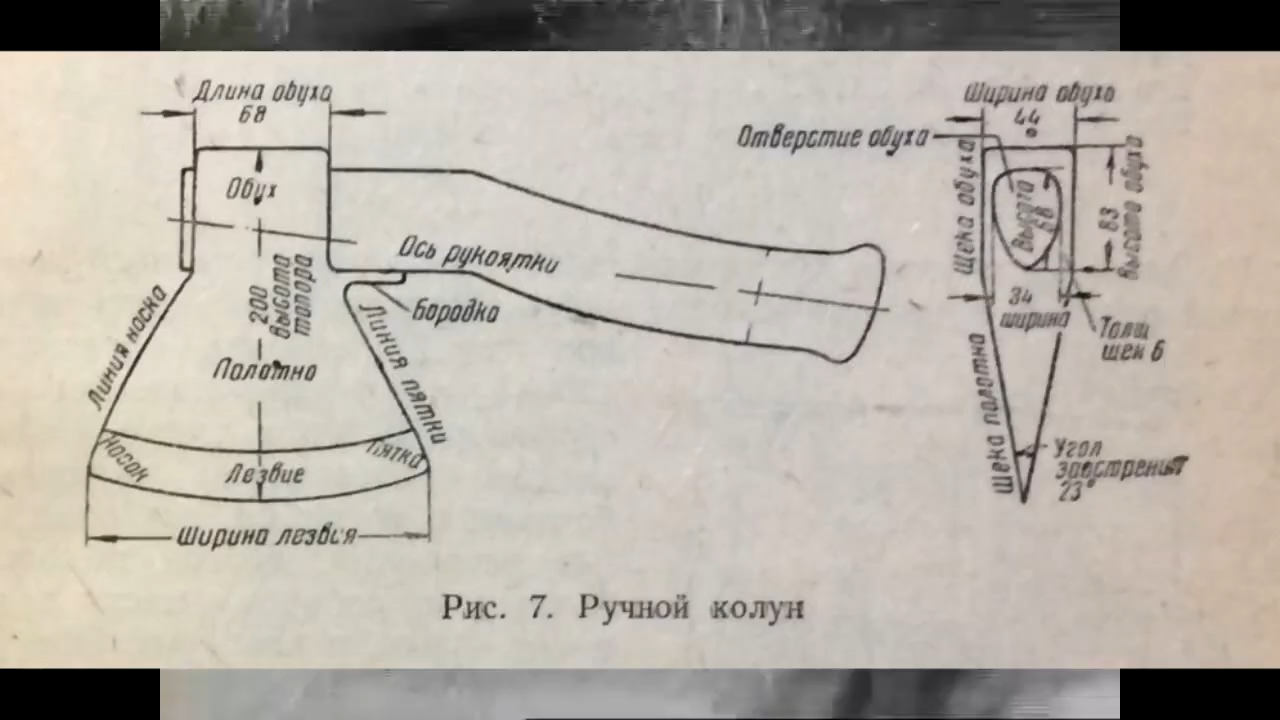 Длина обуха
68
Обух
200
высота
топора
Ось рукоятки
Бородка
Линия носка
Полотно
Линия пятки
Носок
Пятка
Лезвие
Ширина лезвия
Ширина обуха
44
Отверстие обуха
Щека обуха
Высота
58
83
высота обуха
34
ширина
Толщ
щек 6
Щека полотна
Угол
заострения
23°
Рис. 7. Ручной колун